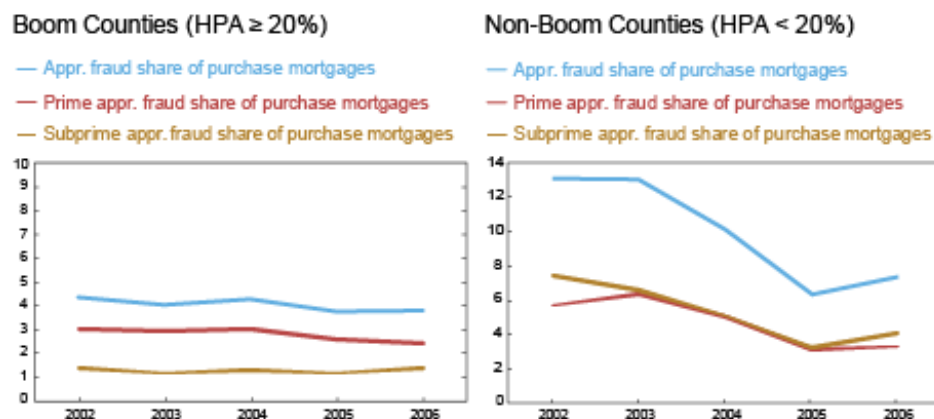 Boom Counties (HPA ≥ 20%)
Appr. fraud share of purchase mortgages
Prime appr. fraud share of purchase mortgages
Subprime appr. fraud share of purchase mortgages
10
9
8
7
6
5
4
3
2
1
0
2002 2003 2004 2005 2006
Non-Boom Counties (HPA < 20%)
Appr. fraud share of purchase mortgages
Prime appr. fraud share of purchase mortgages
Subprime appr. fraud share of purchase mortgages
14
12
10
8
6
4
2
0
2002 2003 2004 2005 2006